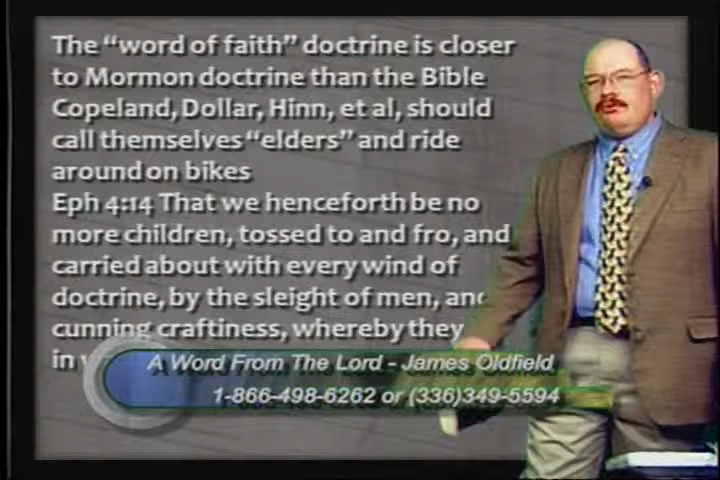 The "word of faith" doctrine is closer
to Mormon doctrine than the Bible
Copeland, Dollar, Hinn, et al, should
call themselves "elders" and ride
around on bikes
Eph 4:14 That we henceforth be no
more children, tossed to and fro, and
carried about with every wind of
doctrine, by the sleight of men, and
cunning craftiness, whereby they
in
A Word From The Lord - James Oldfield
1-866-498-6262 or (336)349-5594